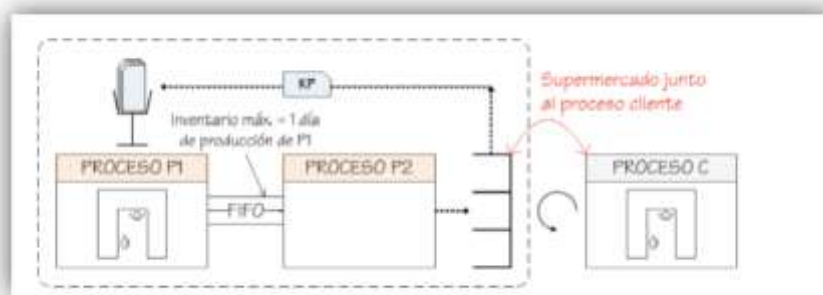 KP
Supermercado junto
al proceso cliente
Inventario máx. = 1 día
de producción de P1
PROCESO P1
PROCESO P2
PROCESO C
FIFO